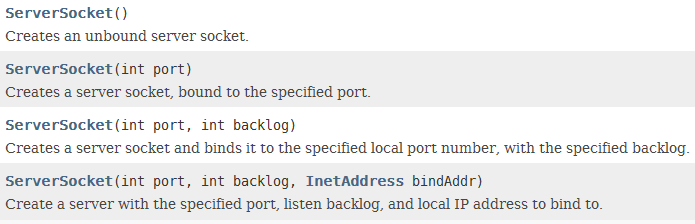 ServerSocket()
Creates an unbound server socket.
ServerSocket(int port)
Creates a server socket, bound to the specified port.
ServerSocket(int port, int backlog)
Creates a server socket and binds it to the specified local port number, with the specified backlog.
ServerSocket(int port, int backlog, InetAddress bindAddr)
Create a server with the specified port, listen backlog, and local IP address to bind to.